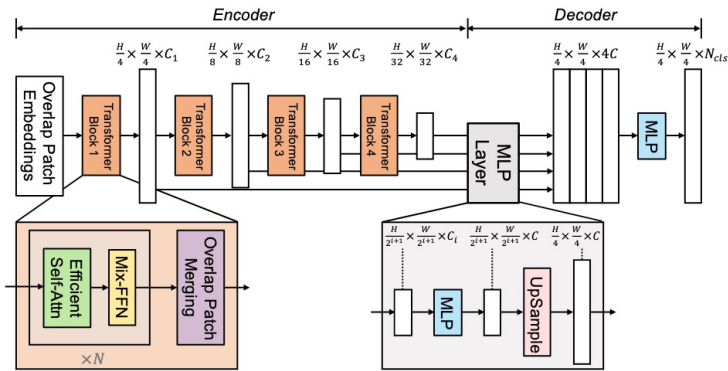 Encoder
Decoder
H/4 × W/4 × C₁
H/8 × W/8 × C₂
H/16 × W/16 × C₃
H/32 × W/32 × C₄
H/4 × W/4 × 4C
H/4 × W/4 × N_cls
Overlap Patch
Embeddings
Transformer
Block 1
Transformer
Block 2
Transformer
Block 3
Transformer
Block 4
MLP
Layer
MLP
Efficient
Self-Attn
Mix-FFN
Overlap Patch
Merging
×N
H/2^{i+1} × W/2^{i+1} × C_i
H/2^{i+1} × W/2^{i+1} × C
H/4 × W/4 × C
MLP
UpSample